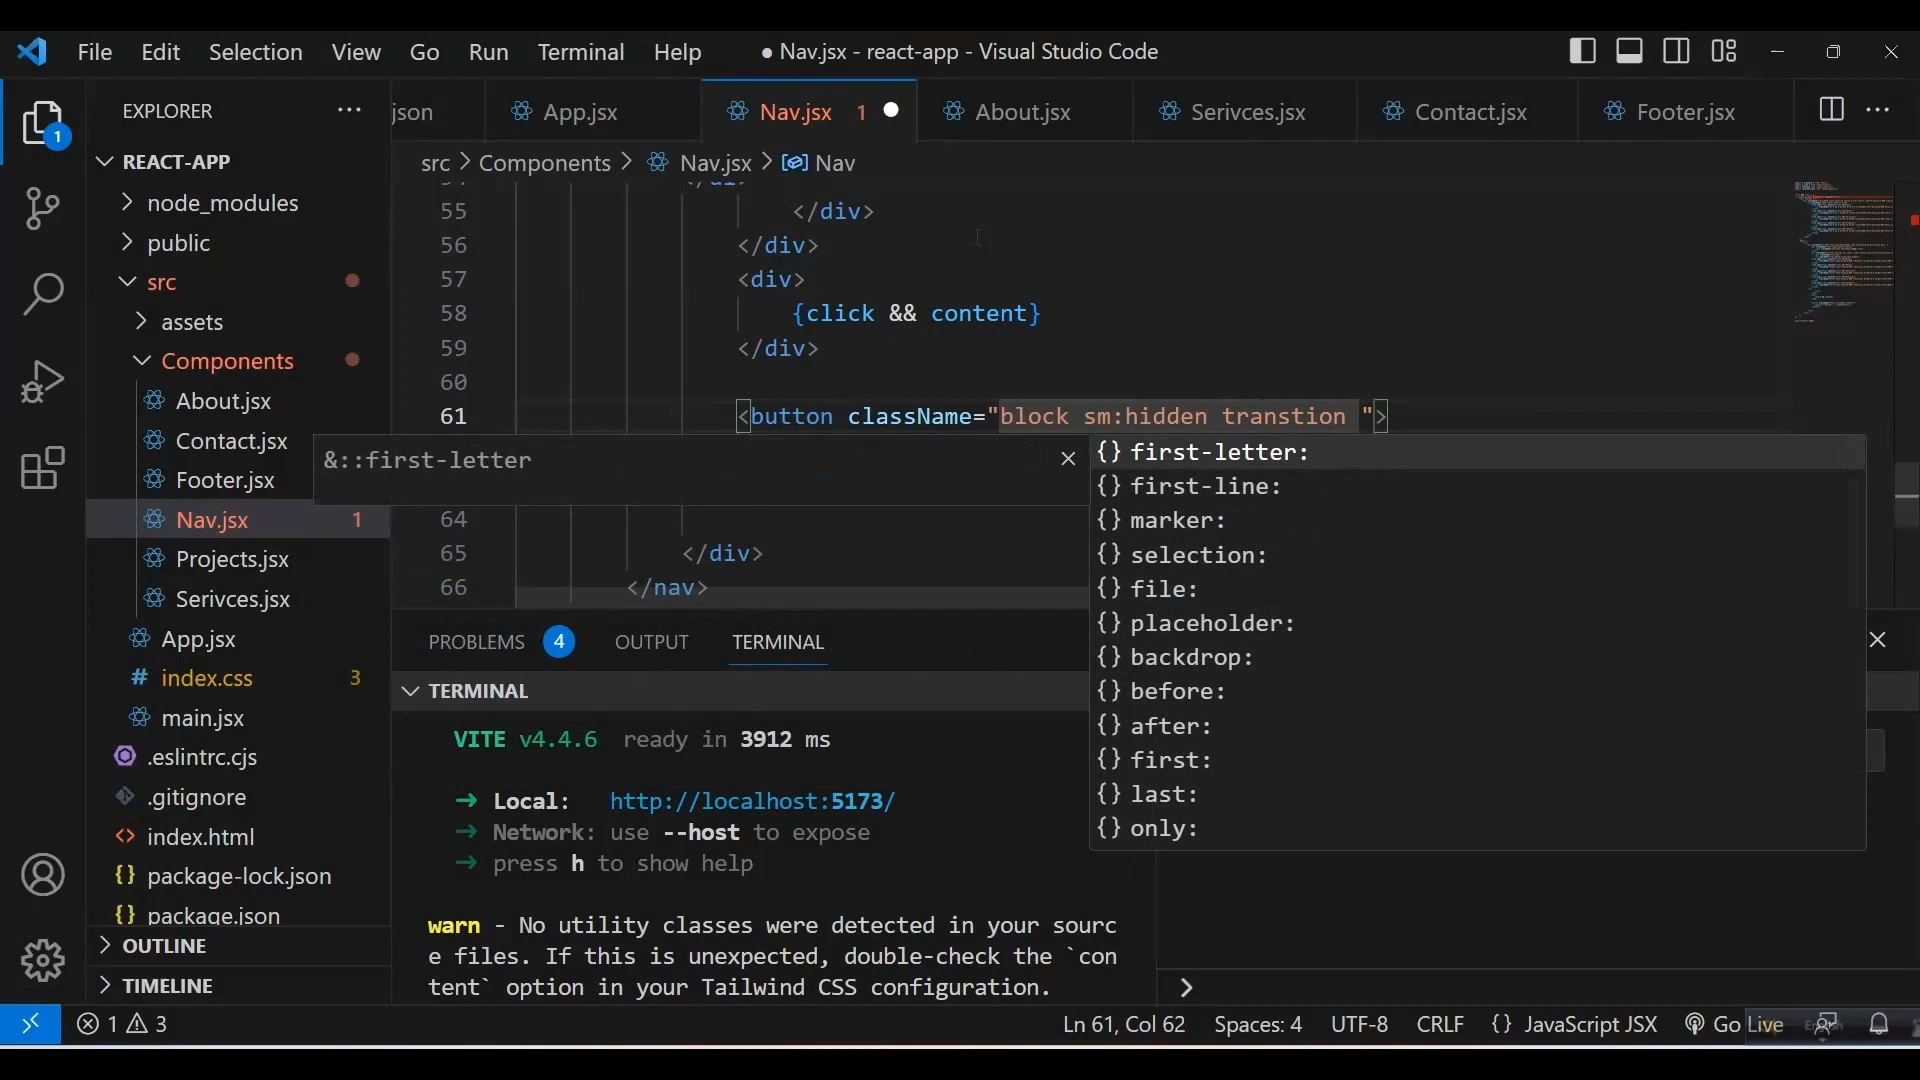 File Edit Selection View Go Run Terminal Help ● Nav.jsx - react-app - Visual Studio Code
EXPLORER ···
json App.jsx Nav.jsx 1 About.jsx Serivces.jsx Contact.jsx Footer.jsx ···
src > Components > Nav.jsx > Nav
REACT-APP
node_modules
public
src
assets
Components
About.jsx
Contact.jsx
Footer.jsx
Nav.jsx 1
Projects.jsx
Serivces.jsx
App.jsx
index.css 3
main.jsx
.eslintrc.cjs
.gitignore
index.html
package-lock.json
package.json
OUTLINE
TIMELINE
1
55 </div>
56 </div>
57 <div>
58 {click && content}
59 </div>
60
61 <button className="block sm:hidden transtion ">
64
65 </div>
66 </nav>
&::first-letter
{} first-letter:
{} first-line:
{} marker:
{} selection:
{} file:
{} placeholder:
{} backdrop:
{} before:
{} after:
{} first:
{} last:
{} only:
PROBLEMS 4 OUTPUT TERMINAL
TERMINAL
VITE v4.4.6 ready in 3912 ms
➜ Local: http://localhost:5173/
➜ Network: use --host to expose
➜ press h to show help
warn - No utility classes were detected in your sourc
e files. If this is unexpected, double-check the `con
tent` option in your Tailwind CSS configuration.
>
1 3 Ln 61, Col 62 Spaces: 4 UTF-8 CRLF {} JavaScript JSX Go Live